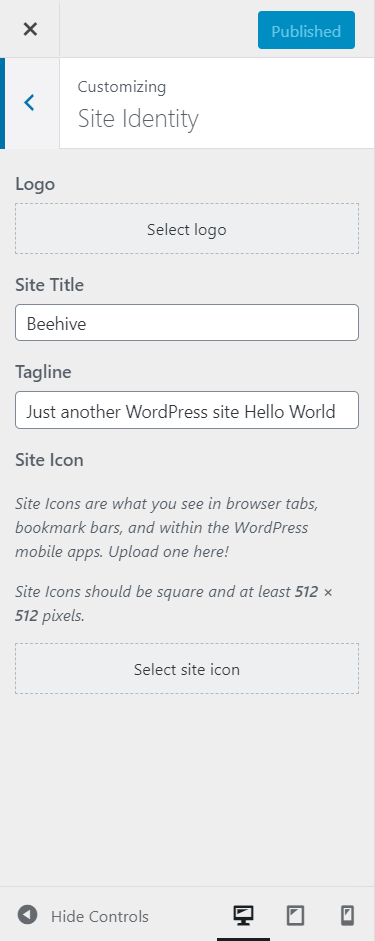 Published
Customizing
Site Identity
Logo
Select logo
Site Title
Beehive
Tagline
Just another WordPress site Hello World
Site Icon
Site Icons are what you see in browser tabs,
bookmark bars, and within the WordPress
mobile apps. Upload one here!
Site Icons should be square and at least 512 ×
512 pixels.
Select site icon
Hide Controls